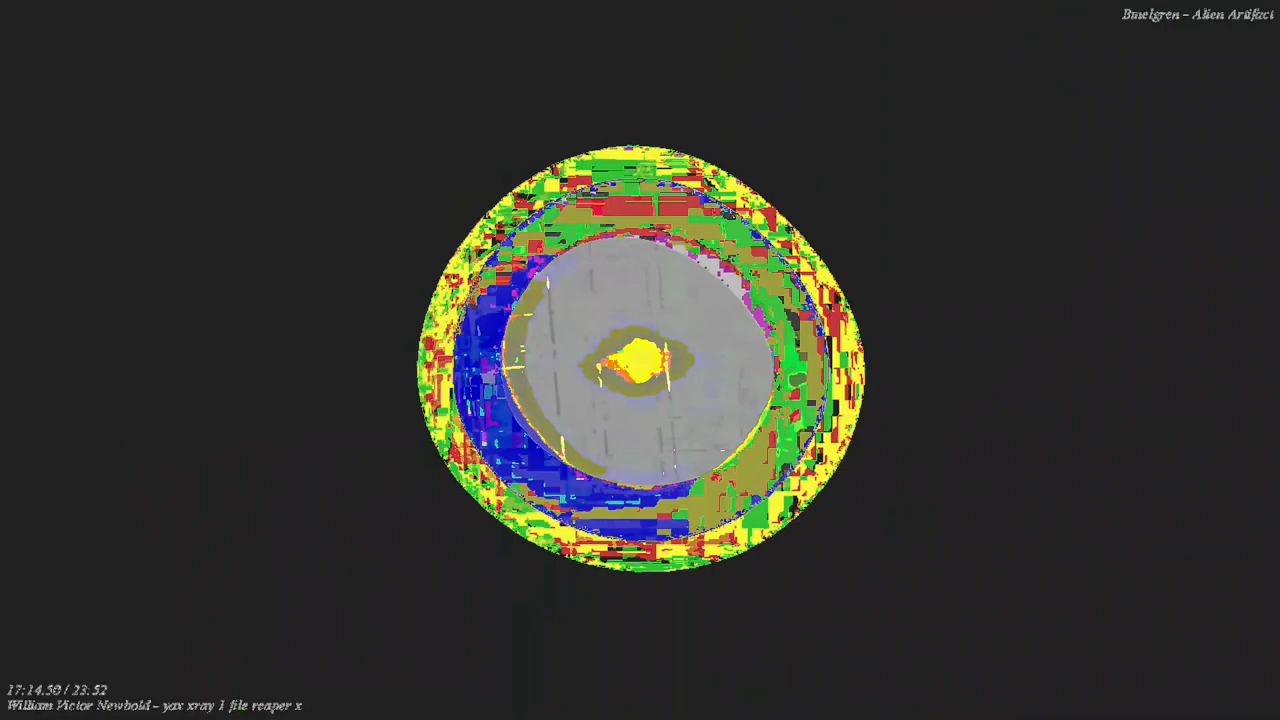 Bmelgren - Alien Artifact
17:14.50 / 23:52
William Victor Newbold - yax xray 1 file reaper x